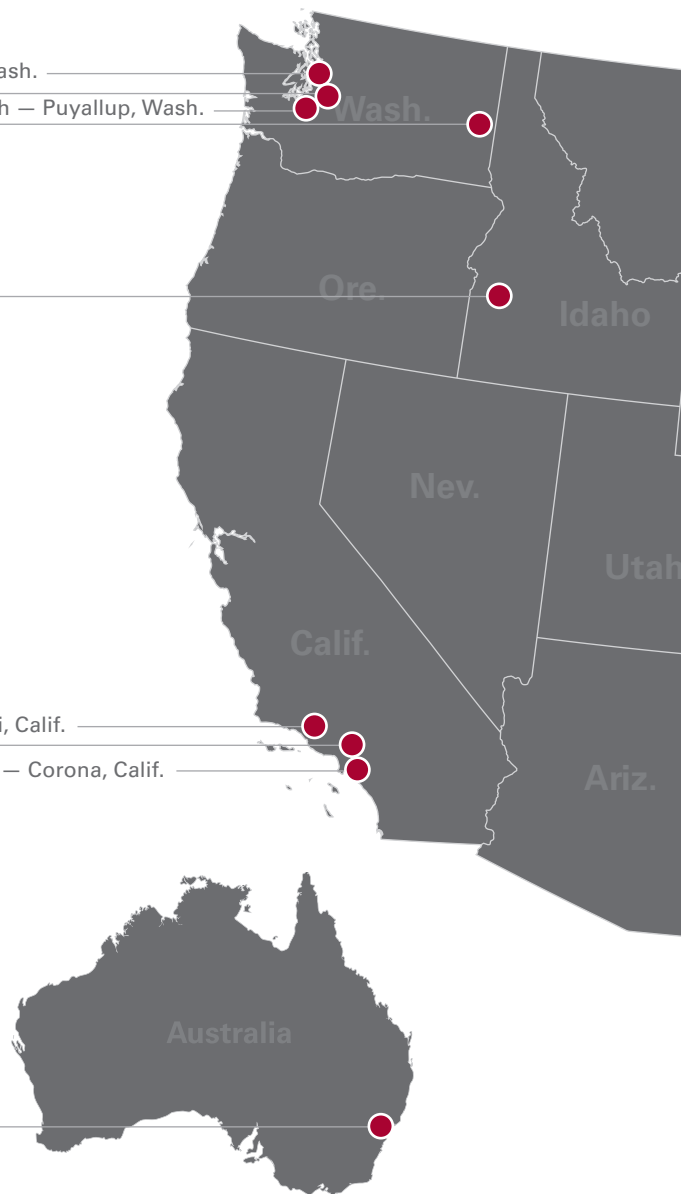 ash.
h — Puyallup, Wash.
Wash.
Ore.
Idaho
Nev.
Utah
Calif.
i, Calif.
— Corona, Calif.
Ariz.
Australia